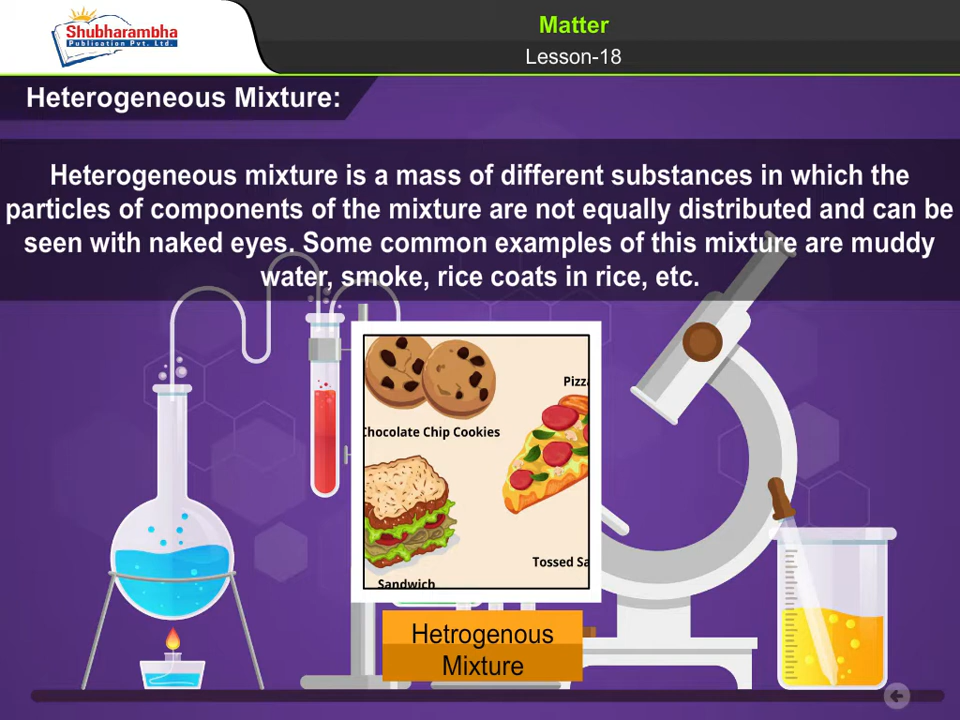 Shubharambha
Publication Pvt. Ltd.
Matter
Lesson-18
Heterogeneous Mixture:
Heterogeneous mixture is a mass of different substances in which the
particles of components of the mixture are not equally distributed and can be
seen with naked eyes. Some common examples of this mixture are muddy
water, smoke, rice coats in rice, etc.
Pizza
Chocolate Chip Cookies
Tossed Sa
Sandwich
Hetrogenous
Mixture